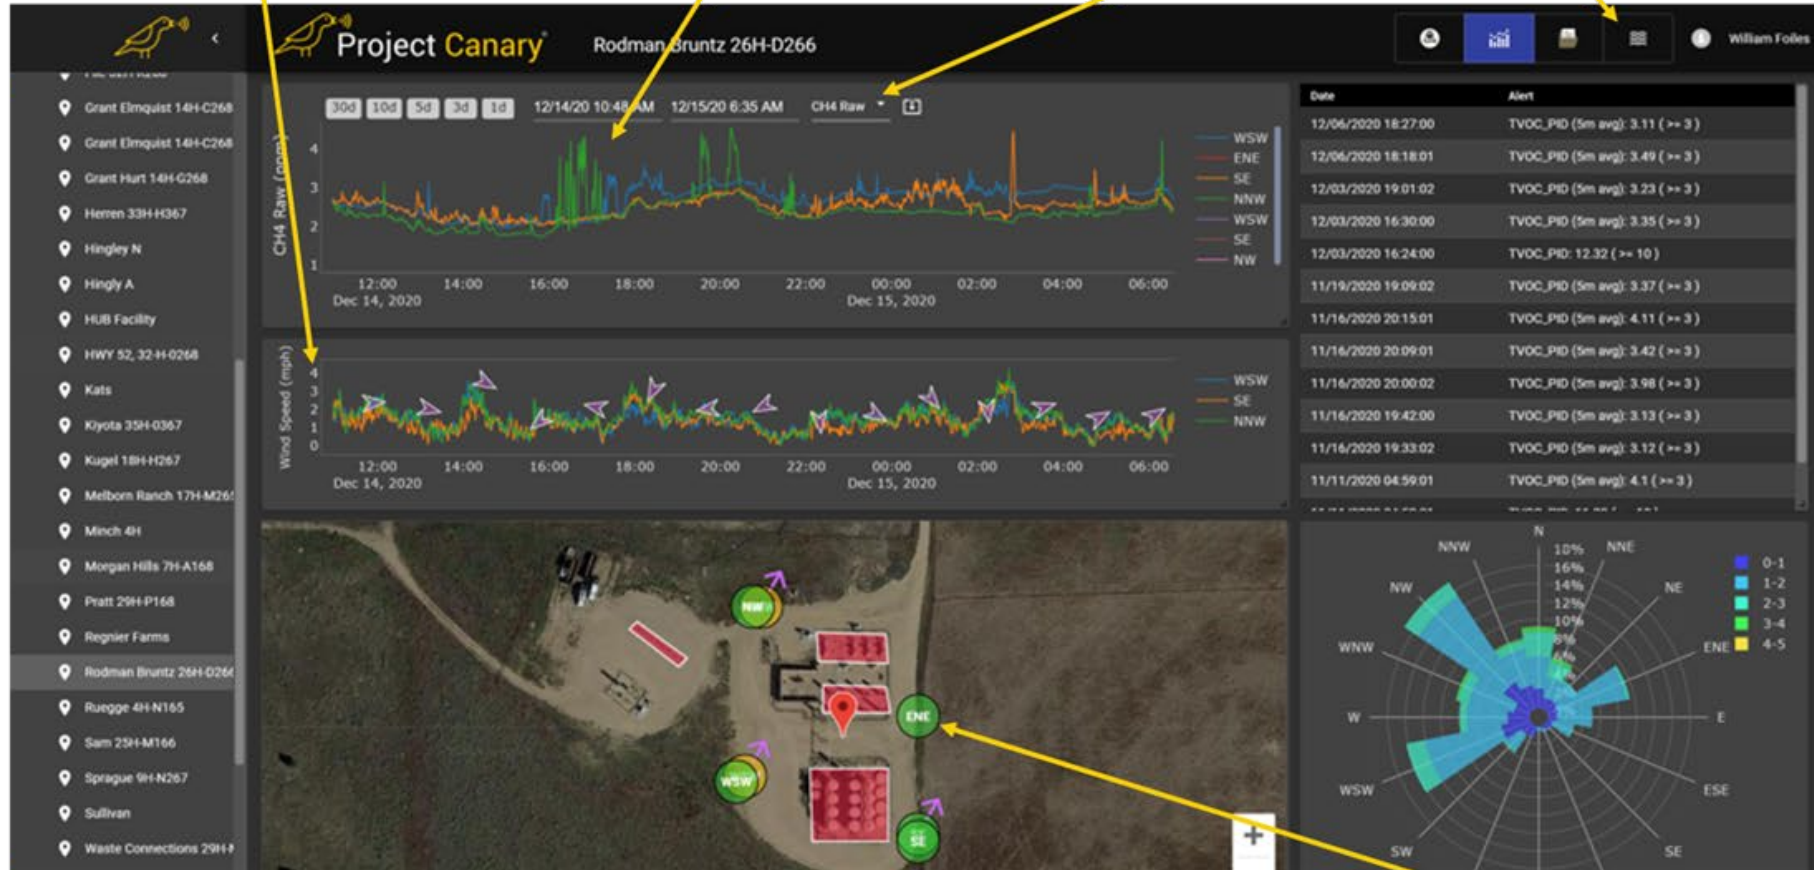 Project Canary
Rodman Bruntz 26H-D266
William Foiles
Grant Elmquist 14H-C268
Grant Elmquist 14H-C268
Grant Hurt 14H-G268
Herren 33H-H367
Hingley N
Hingly A
HUB Facility
HWY 52, 32-H-0268
Kats
Kiyota 35H-0367
Kugel 18H-H267
Melborn Ranch 17H-M265
Minch 4H
Morgan Hills 7H-A168
Pratt 29H-P168
Regnier Farms
Rodman Bruntz 26H-D266
Ruegge 4H-N165
Sam 25H-M166
Sprague 9H-N267
Sullivan
Waste Connections 29H-
30d 10d 5d 3d 1d 12/14/20 10:48 AM 12/15/20 6:35 AM CH4 Raw
CH4 Raw (ppm)
4
3
2
1
12:00 14:00 16:00 18:00 20:00 22:00 00:00 02:00 04:00 06:00
Dec 14, 2020 Dec 15, 2020
WSW
ENE
SE
NNW
WSW
SE
NW
Wind Speed (mph)
4
3
2
1
0
12:00 14:00 16:00 18:00 20:00 22:00 00:00 02:00 04:00 06:00
Dec 14, 2020 Dec 15, 2020
WSW
SE
NNW
NW
ENE
WSW
SE
+
Date Alert
12/06/2020 18:27:00 TVOC_PID (5m avg): 3.11 ( >= 3 )
12/06/2020 18:18:01 TVOC_PID (5m avg): 3.49 ( >= 3 )
12/03/2020 19:01:02 TVOC_PID (5m avg): 3.23 ( >= 3 )
12/03/2020 16:30:00 TVOC_PID (5m avg): 3.35 ( >= 3 )
12/03/2020 16:24:00 TVOC_PID: 12.32 ( >= 10 )
11/19/2020 19:09:02 TVOC_PID (5m avg): 3.37 ( >= 3 )
11/16/2020 20:15:01 TVOC_PID (5m avg): 4.11 ( >= 3 )
11/16/2020 20:09:01 TVOC_PID (5m avg): 3.42 ( >= 3 )
11/16/2020 20:00:02 TVOC_PID (5m avg): 3.98 ( >= 3 )
11/16/2020 19:42:00 TVOC_PID (5m avg): 3.13 ( >= 3 )
11/16/2020 19:33:02 TVOC_PID (5m avg): 3.12 ( >= 3 )
11/11/2020 04:59:01 TVOC_PID (5m avg): 4.1 ( >= 3 )
N
NNW NNE
NW NE
WNW ENE
W E
WSW ESE
SW SE
18%
16%
14%
12%
10%
8%
0-1
1-2
2-3
3-4
4-5